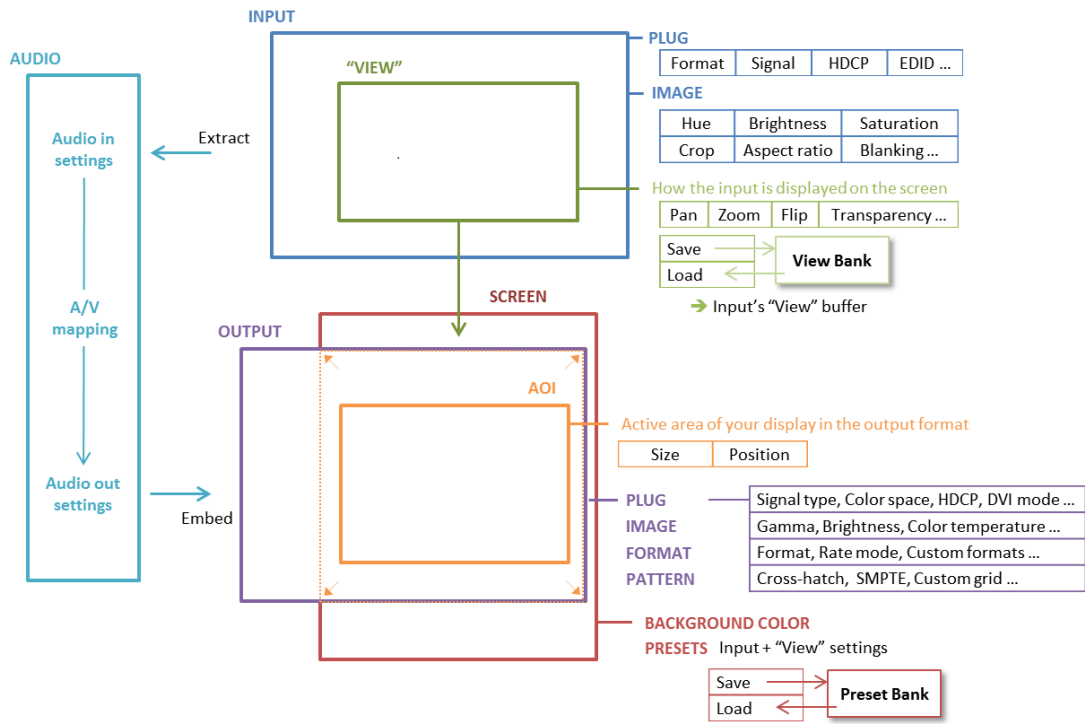 INPUT
AUDIO
PLUG
Format Signal HDCP EDID ...
"VIEW"
IMAGE
Hue Brightness Saturation
Crop Aspect ratio Blanking ...
Audio in
settings
Extract
How the input is displayed on the screen
Pan Zoom Flip Transparency ...
Save
Load
View Bank
Input's "View" buffer
SCREEN
A/V
mapping
OUTPUT
AOI
Active area of your display in the output format
Size Position
Audio out
settings
Embed
PLUG Signal type, Color space, HDCP, DVI mode ...
IMAGE Gamma, Brightness, Color temperature ...
FORMAT Format, Rate mode, Custom formats ...
PATTERN Cross-hatch, SMPTE, Custom grid ...
BACKGROUND COLOR
PRESETS Input + "View" settings
Save
Load
Preset Bank